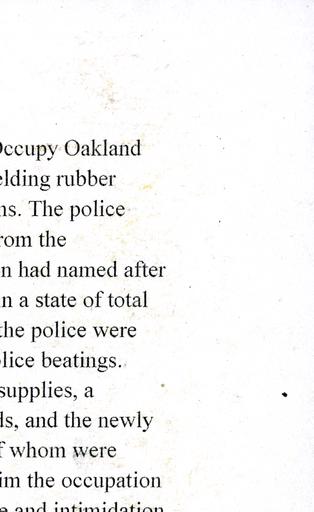 Occupy Oakland
elding rubber
ns. The police
rom the
n had named after
n a state of total
the police were
lice beatings.
supplies, a
ds, and the newly
f whom were
im the occupation
e and intimidation